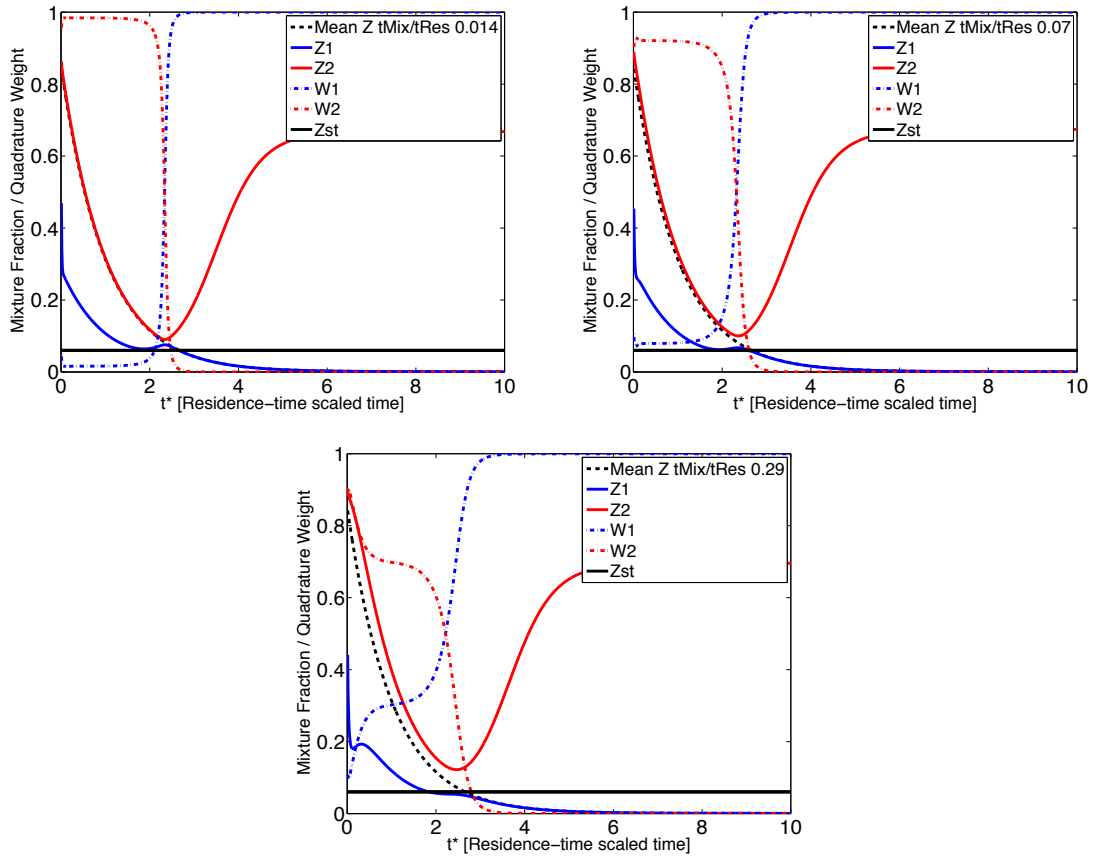 Mixture Fraction / Quadrature Weight
1
0.8
0.6
0.4
0.2
0
0 2 4 6 8 10
t* [Residence−time scaled time]
Mean Z tMix/tRes 0.014
Z1
Z2
W1
W2
Zst
Mixture Fraction / Quadrature Weight
1
0.8
0.6
0.4
0.2
0
0 2 4 6 8 10
t* [Residence−time scaled time]
Mean Z tMix/tRes 0.07
Z1
Z2
W1
W2
Zst
Mixture Fraction / Quadrature Weight
1
0.8
0.6
0.4
0.2
0
0 2 4 6 8 10
t* [Residence−time scaled time]
Mean Z tMix/tRes 0.29
Z1
Z2
W1
W2
Zst